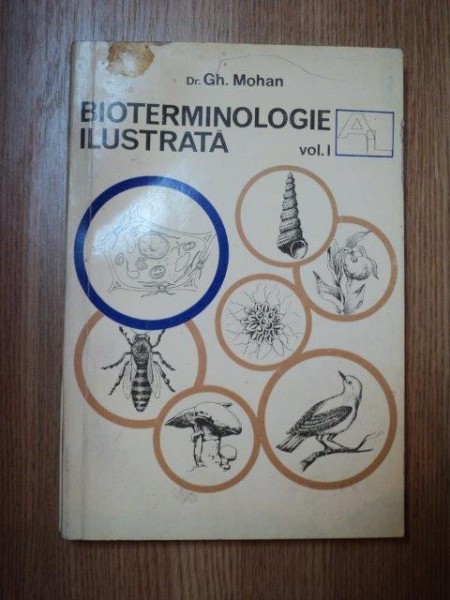 Dr. Gh. Mohan
BIOTERMINOLOGIE
ILUSTRATĂ
vol. I